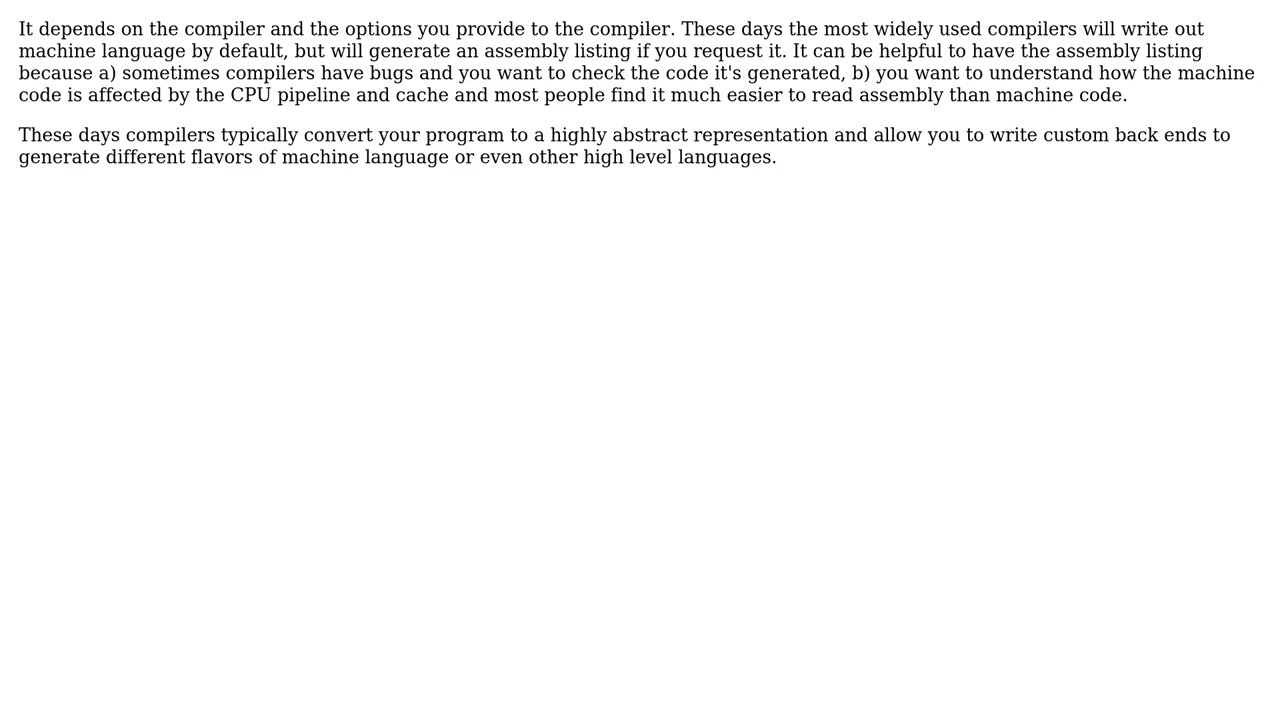 It depends on the compiler and the options you provide to the compiler. These days the most widely used compilers will write out
machine language by default, but will generate an assembly listing if you request it. It can be helpful to have the assembly listing
because a) sometimes compilers have bugs and you want to check the code it's generated, b) you want to understand how the machine
code is affected by the CPU pipeline and cache and most people find it much easier to read assembly than machine code.
These days compilers typically convert your program to a highly abstract representation and allow you to write custom back ends to
generate different flavors of machine language or even other high level languages.